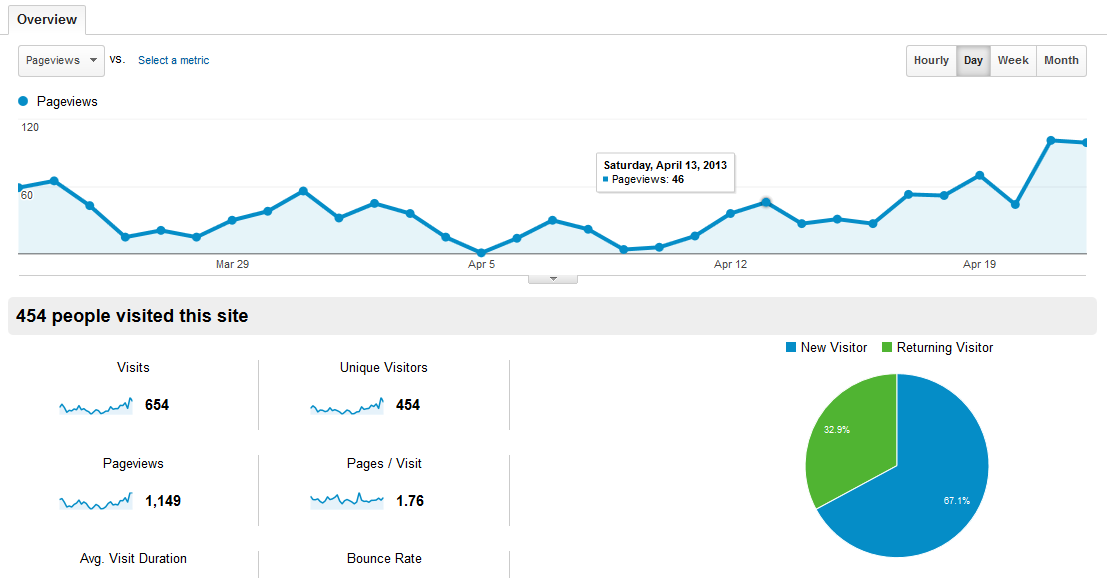 Overview
Pageviews vs. Select a metric
Hourly Day Week Month
Pageviews
120
Saturday, April 13, 2013
Pageviews: 46
60
Mar 29 Apr 5 Apr 12 Apr 19
454 people visited this site
New Visitor Returning Visitor
Visits Unique Visitors
654 454
32.9%
Pageviews Pages / Visit
1,149 1.76
67.1%
Avg. Visit Duration Bounce Rate